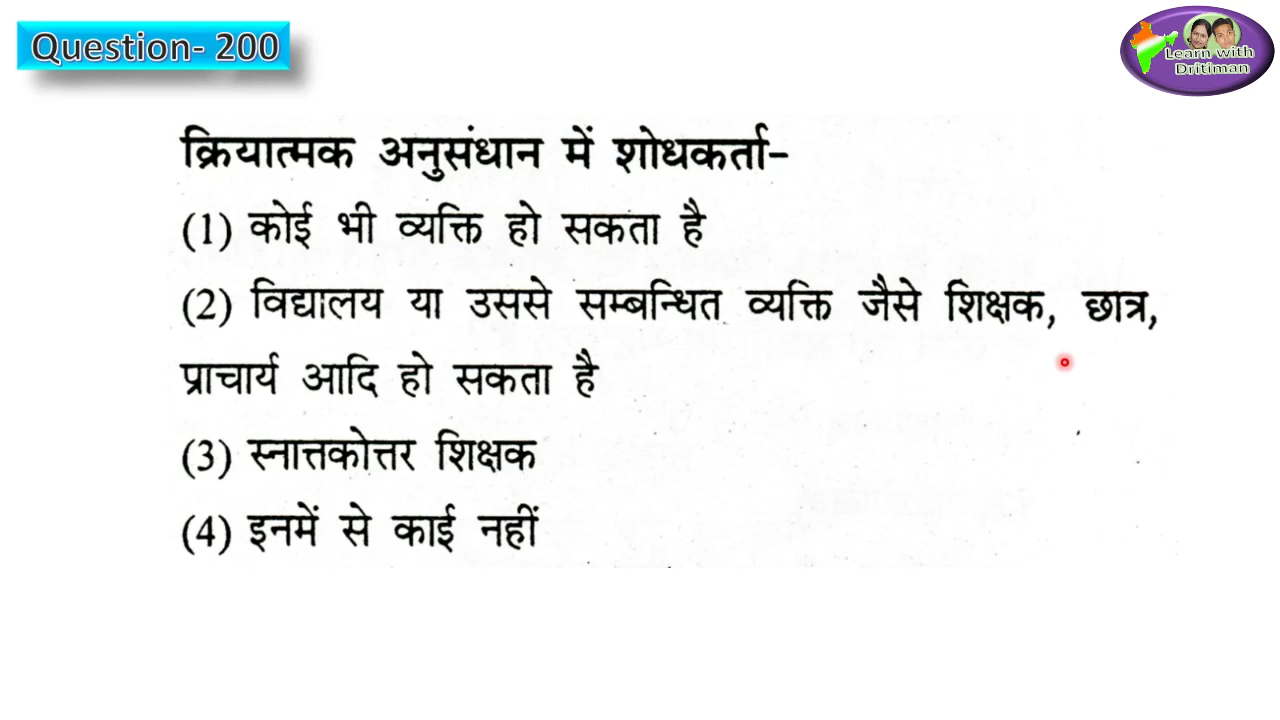 Question- 200
Learn with
Dritiman
क्रियात्मक अनुसंधान में शोधकर्ता-
(1) कोई भी व्यक्ति हो सकता है
(2) विद्यालय या उससे सम्बन्धित व्यक्ति जैसे शिक्षक, छात्र,
प्राचार्य आदि हो सकता है
(3) स्नात्तकोत्तर शिक्षक
(4) इनमें से काई नहीं